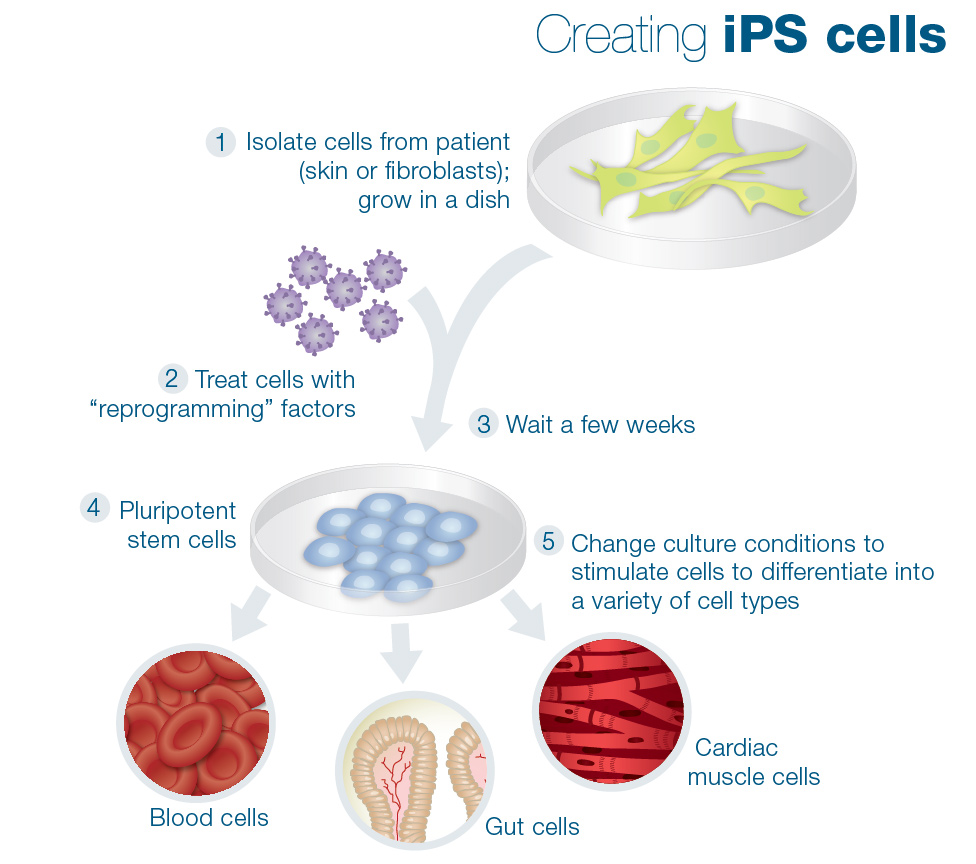 Creating iPS cells
1 Isolate cells from patient
(skin or fibroblasts);
grow in a dish
2 Treat cells with
“reprogramming” factors
3 Wait a few weeks
4 Pluripotent
stem cells
5 Change culture conditions to
stimulate cells to differentiate into
a variety of cell types
Blood cells
Gut cells
Cardiac
muscle cells